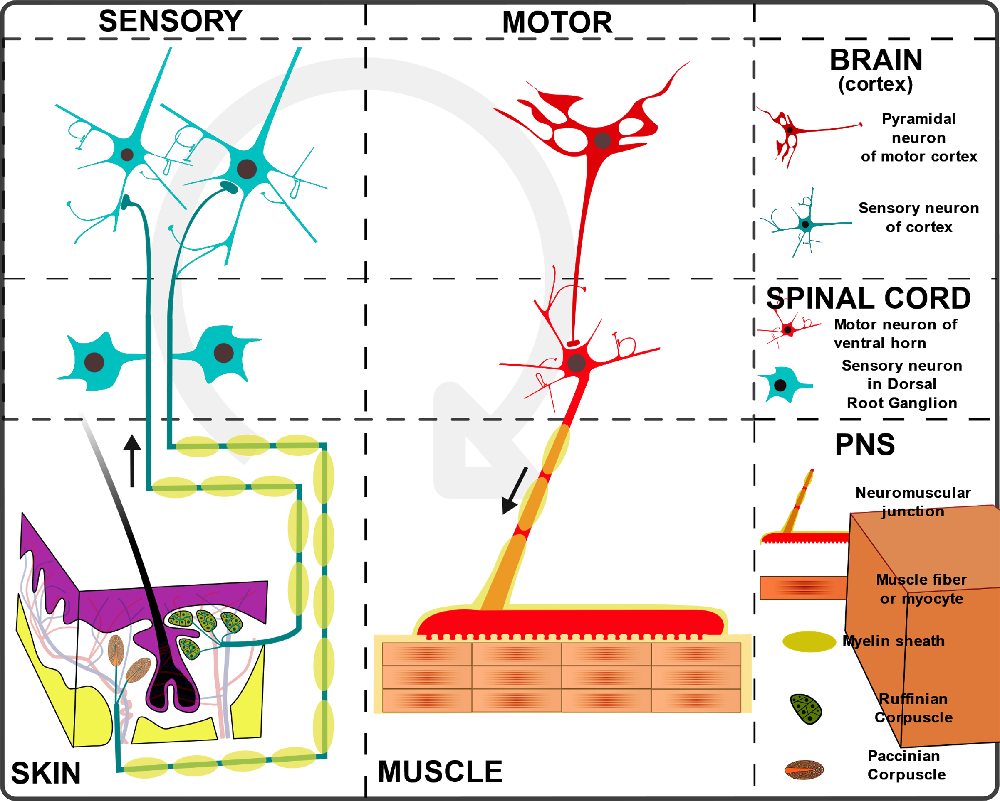 SENSORY
MOTOR
BRAIN
(cortex)
Pyramidal
neuron
of motor cortex
Sensory neuron
of cortex
SPINAL CORD
Motor neuron of
ventral horn
Sensory neuron
in Dorsal
Root Ganglion
PNS
Neuromuscular
junction
Muscle fiber
or myocyte
Myelin sheath
Ruffinian
Corpuscle
Paccinian
Corpuscle
SKIN
MUSCLE